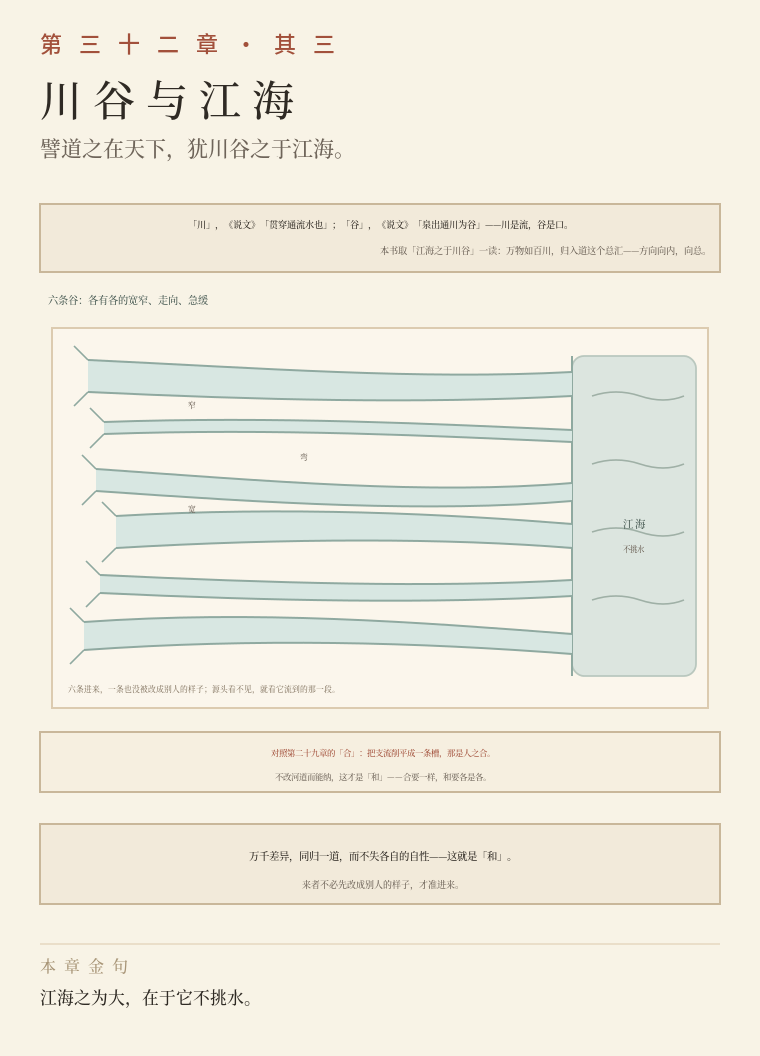 第三十二章·其三
川谷与江海
譬道之在天下，犹川谷之于江海。
「川」，《说文》「贯穿通流水也」；「谷」，《说文》「泉出通川为谷」——川是流，谷是口。
本书取「江海之于川谷」一读：万物如百川，归入道这个总汇——方向向内，向总。
六条谷：各有各的宽窄、走向、急缓
窄
弯
宽
江海
不挑水
六条进来，一条也没被改成别人的样子；源头看不见，就看它流到的那一段。
对照第二十九章的「合」：把支流削平成一条槽，那是人之合。
不改河道而能纳，这才是「和」——合要一样，和要各是各。
万千差异，同归一道，而不失各自的自性——这就是「和」。
来者不必先改成别人的样子，才准进来。
本章金句
江海之为大，在于它不挑水。